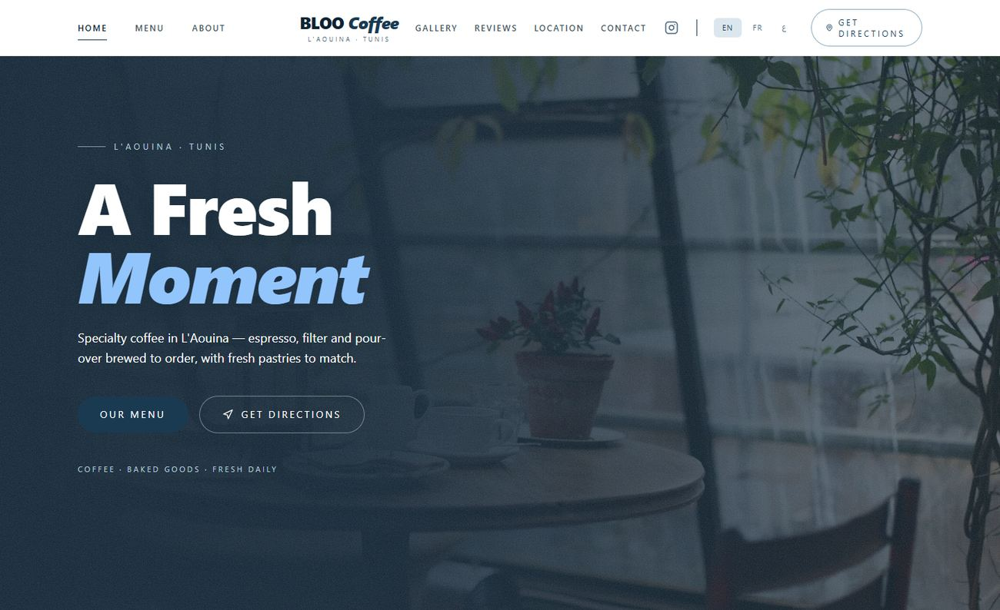 HOME
MENU
ABOUT
BLOO Coffee
L'AOUINA · TUNIS
GALLERY
REVIEWS
LOCATION
CONTACT
EN
FR
ع
GET
DIRECTIONS
L'AOUINA · TUNIS
A Fresh
Moment
Specialty coffee in L'Aouina — espresso, filter and pour-
over brewed to order, with fresh pastries to match.
OUR MENU
GET DIRECTIONS
COFFEE · BAKED GOODS · FRESH DAILY